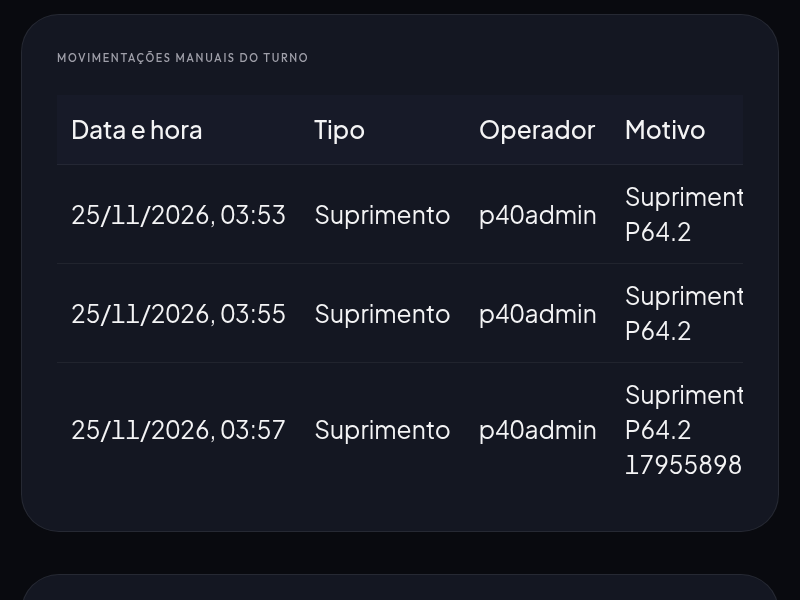 MOVIMENTAÇÕES MANUAIS DO TURNO
Data e hora Tipo Operador Motivo
25/11/2026, 03:53 Suprimento p40admin Supriment
P64.2
25/11/2026, 03:55 Suprimento p40admin Supriment
P64.2
25/11/2026, 03:57 Suprimento p40admin Supriment
P64.2
17955898